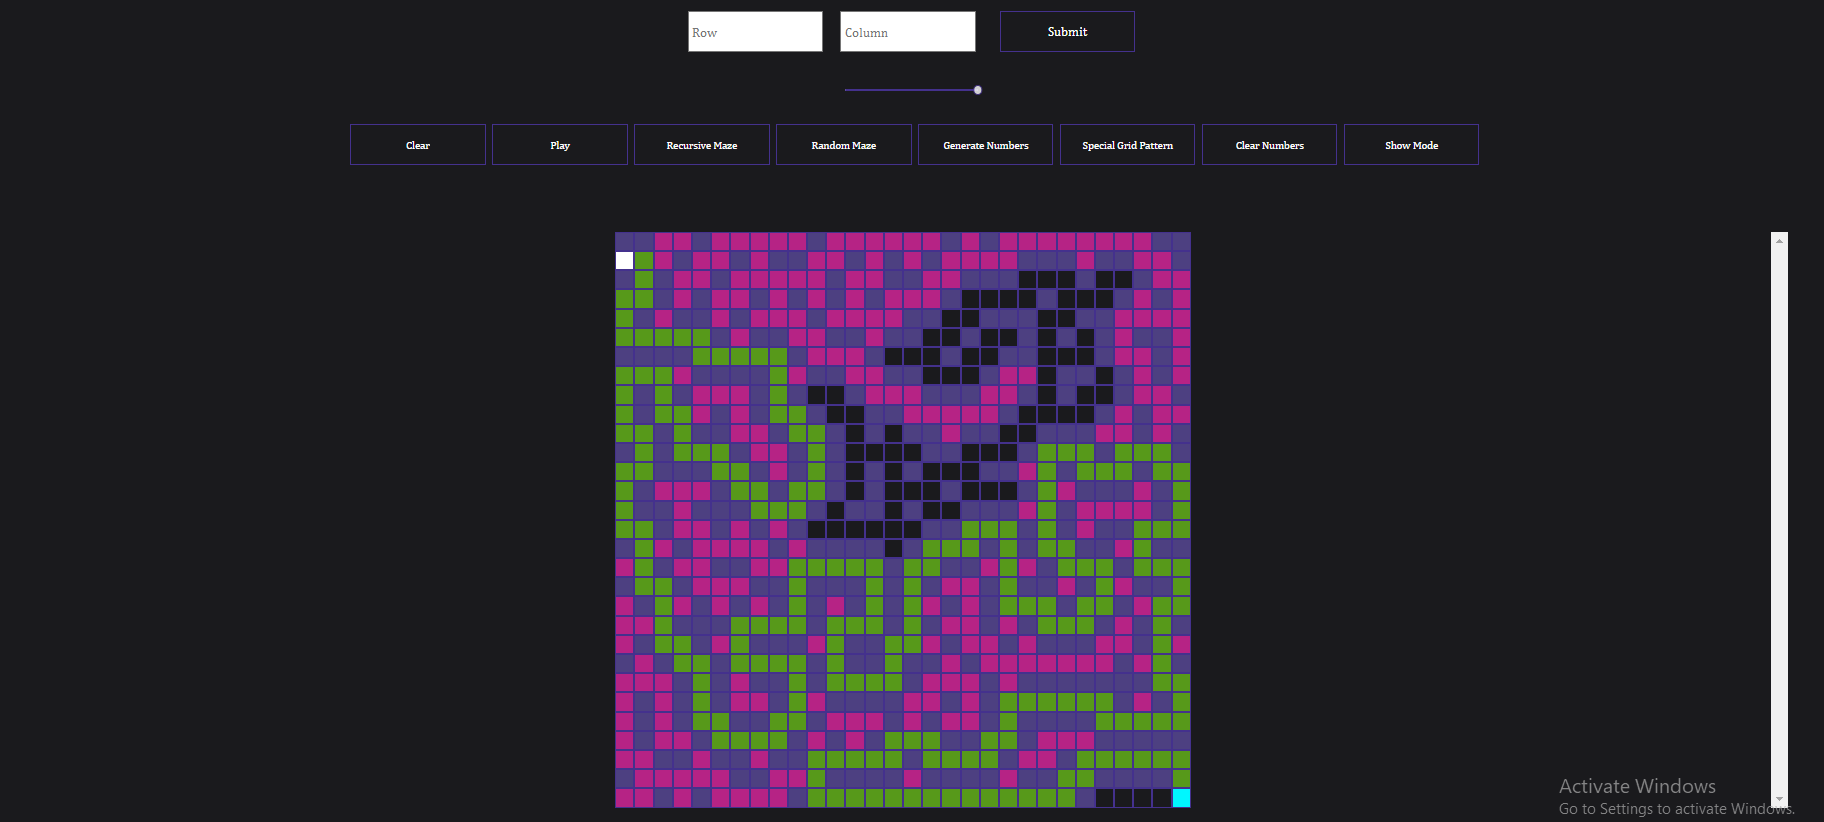 Row Column Submit
Clear Play Recursive Maze Random Maze Generate Numbers Special Grid Pattern Clear Numbers Show Mode
Activate Windows
Go to Settings to activate Windows.